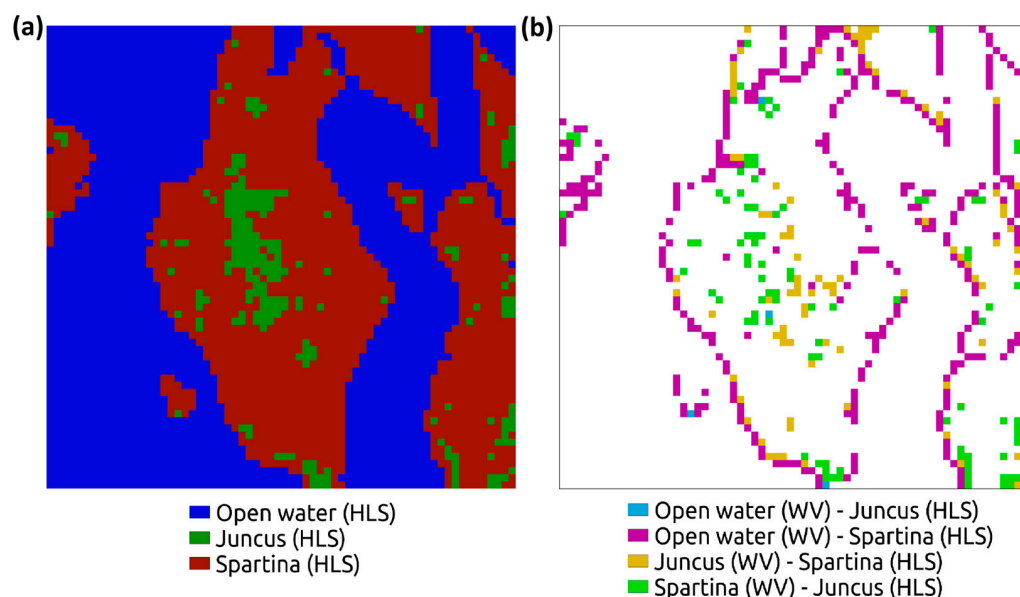 (a)
(b)
Open water (HLS)
Juncus (HLS)
Spartina (HLS)
Open water (WV) - Juncus (HLS)
Open water (WV) - Spartina (HLS)
Juncus (WV) - Spartina (HLS)
Spartina (WV) - Juncus (HLS)